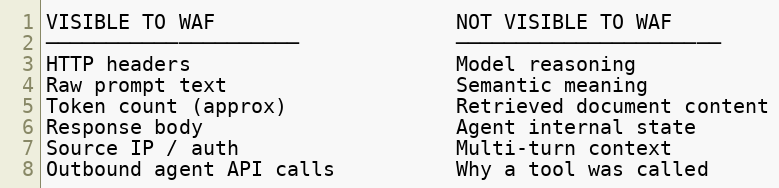 1 VISIBLE TO WAF                    NOT VISIBLE TO WAF
2 ─────────────────────             ──────────────────────
3 HTTP headers                      Model reasoning
4 Raw prompt text                   Semantic meaning
5 Token count (approx)              Retrieved document content
6 Response body                     Agent internal state
7 Source IP / auth                  Multi-turn context
8 Outbound agent API calls          Why a tool was called